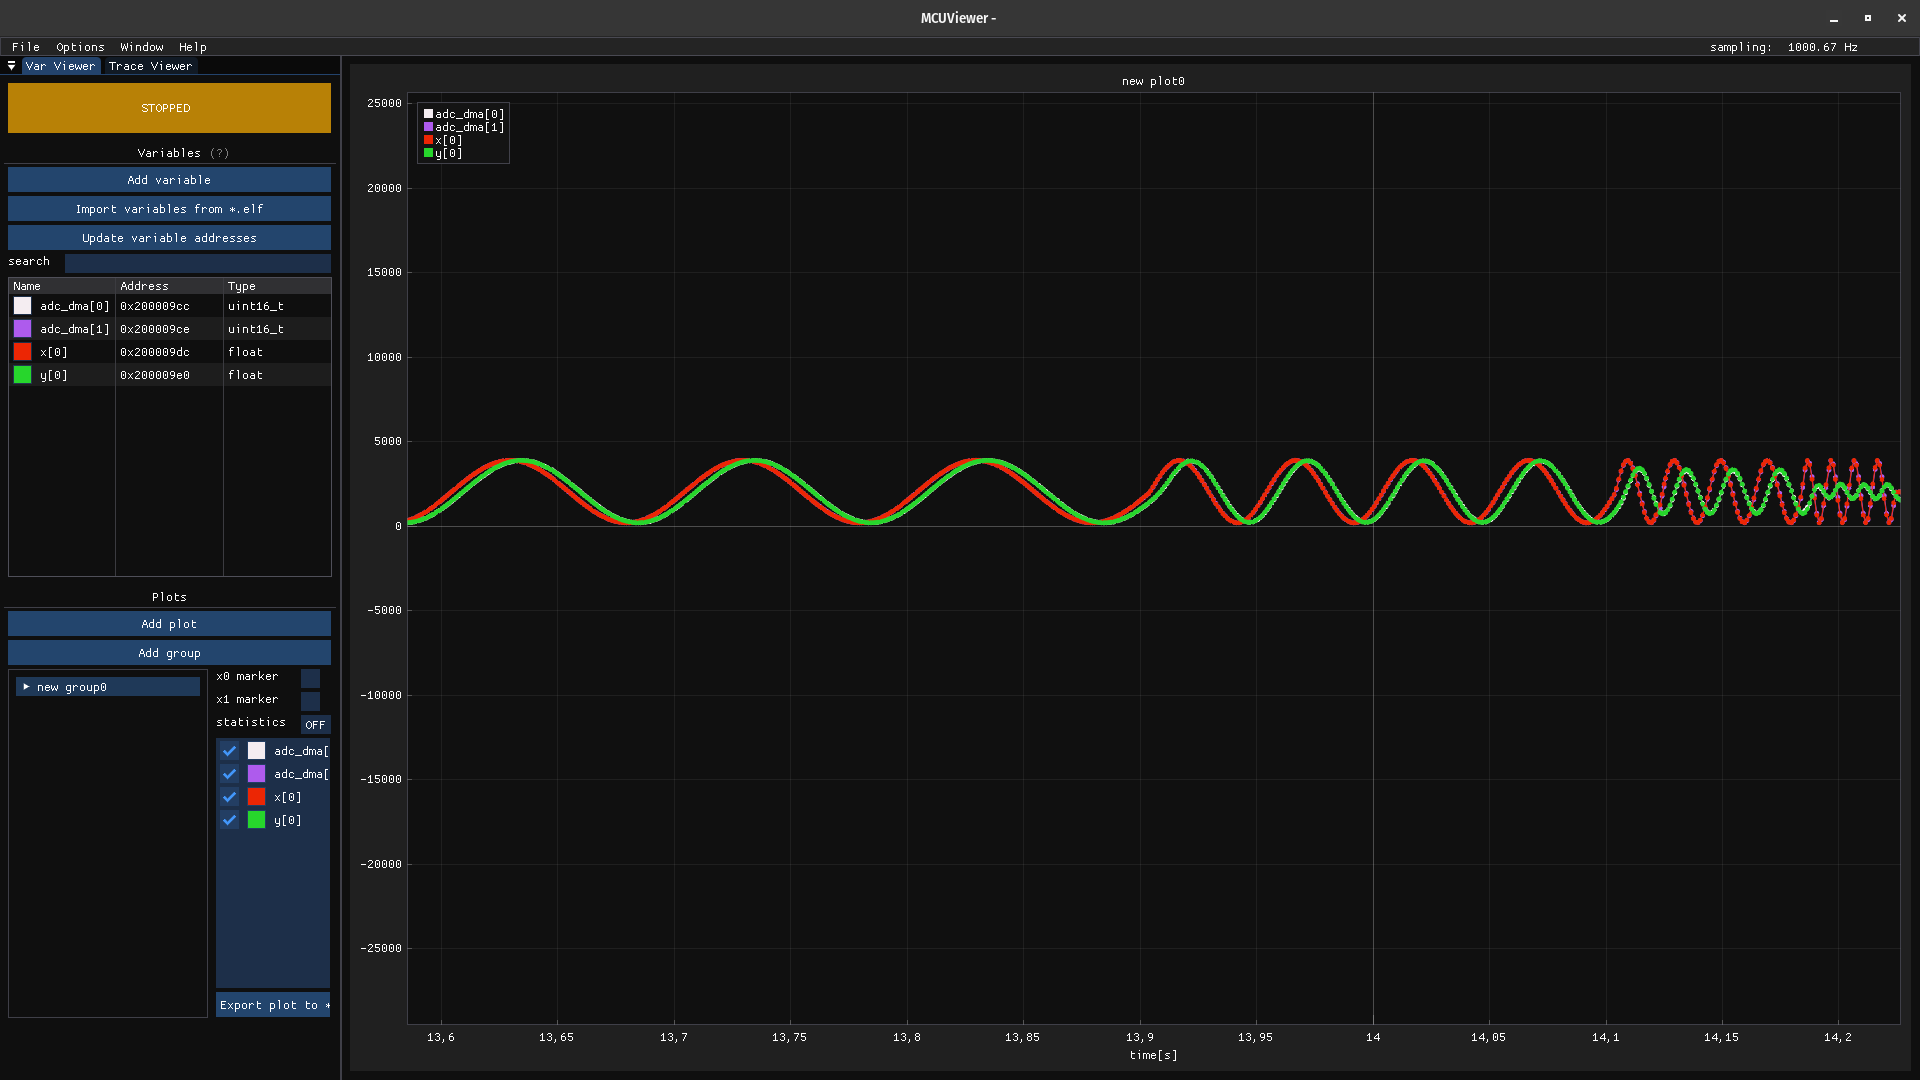 MCUViewer -
File Options Window Help
sampling: 1000.67 Hz
Var Viewer Trace Viewer
STOPPED
Variables (?)
Add variable
Import variables from *.elf
Update variable addresses
search
Name Address Type
adc_dma[0] 0x200009cc uint16_t
adc_dma[1] 0x200009ce uint16_t
x[0] 0x200009dc float
y[0] 0x200009e0 float
Plots
Add plot
Add group
new group0
x0 marker
x1 marker
statistics OFF
adc_dma[
adc_dma[
x[0]
y[0]
Export plot to *
new plot0
adc_dma[0]
adc_dma[1]
x[0]
y[0]
25000
20000
15000
10000
5000
0
-5000
-10000
-15000
-20000
-25000
13,6 13,65 13,7 13,75 13,8 13,85 13,9 13,95 14 14,05 14,1 14,15 14,2
time[s]